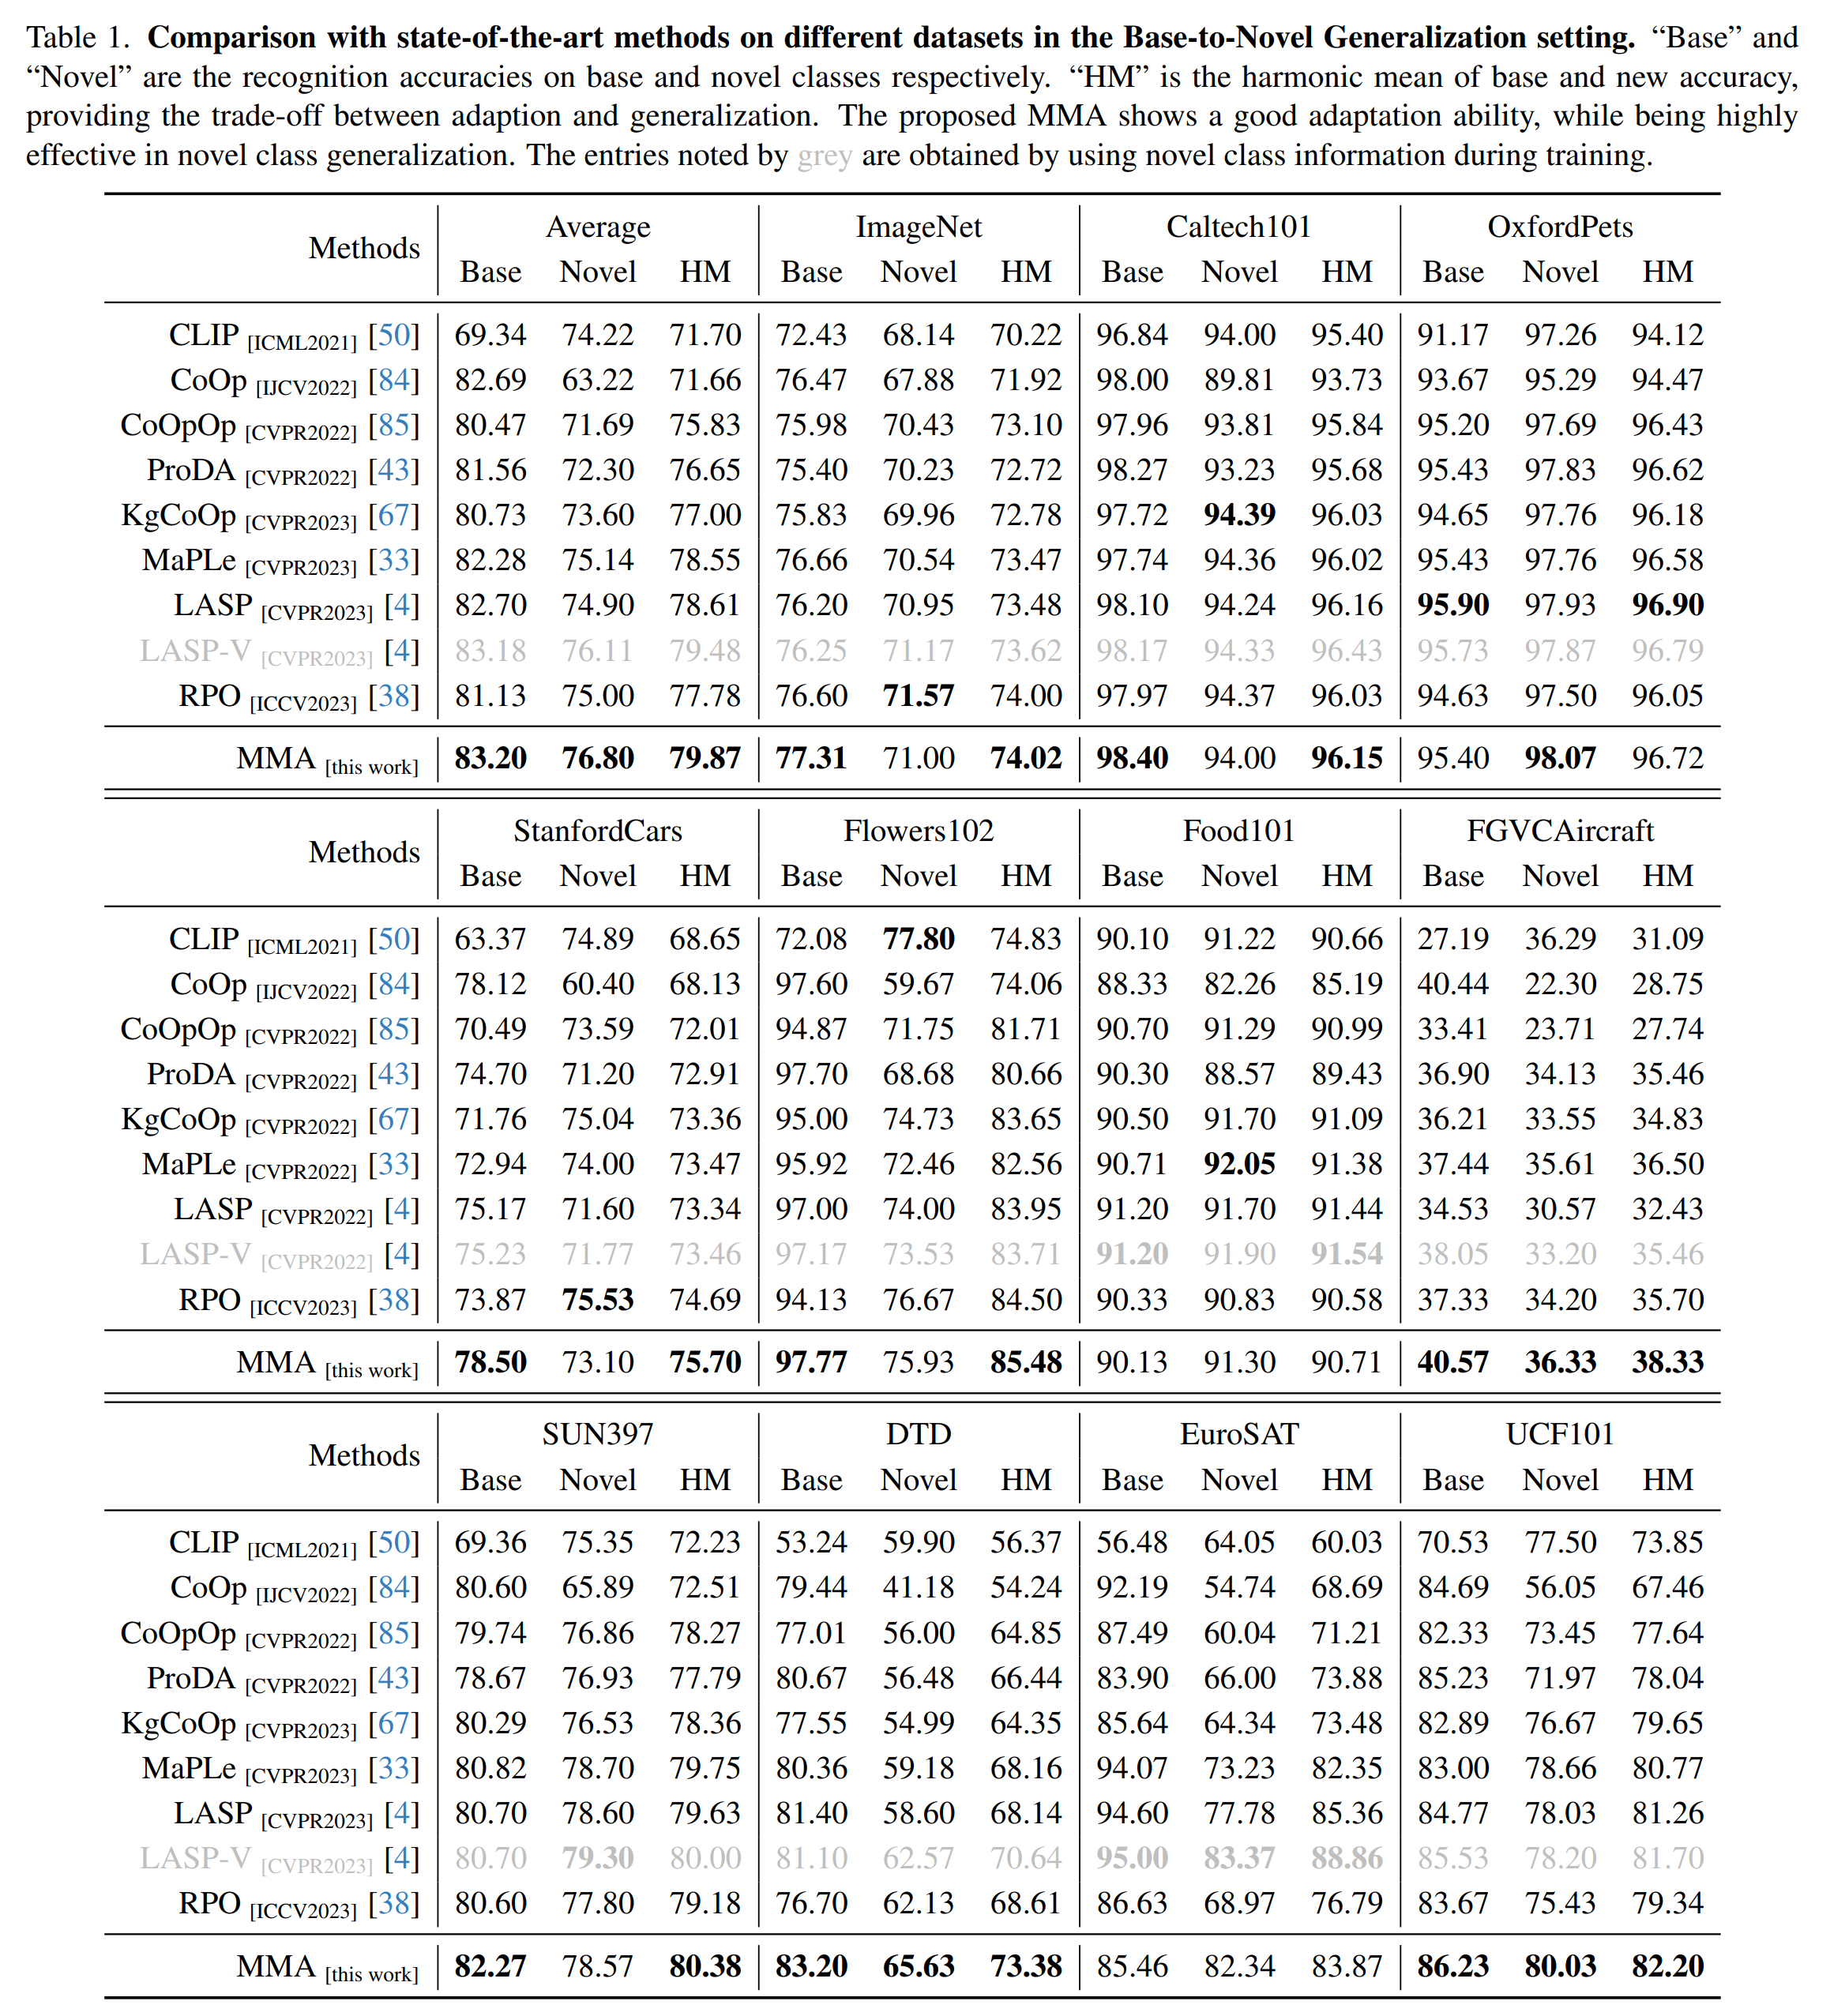 Table 1. Comparison with state-of-the-art methods on different datasets in the Base-to-Novel Generalization setting. “Base” and
“Novel” are the recognition accuracies on base and novel classes respectively. “HM” is the harmonic mean of base and new accuracy,
providing the trade-off between adaption and generalization. The proposed MMA shows a good adaptation ability, while being highly
effective in novel class generalization. The entries noted by grey are obtained by using novel class information during training.
Methods Average ImageNet Caltech101 OxfordPets
Base Novel HM Base Novel HM Base Novel HM Base Novel HM
CLIP [ICML2021] [50] 69.34 74.22 71.70 72.43 68.14 70.22 96.84 94.00 95.40 91.17 97.26 94.12
CoOp [IJCV2022] [84] 82.69 63.22 71.66 76.47 67.88 71.92 98.00 89.81 93.73 93.67 95.29 94.47
CoOpOp [CVPR2022] [85] 80.47 71.69 75.83 75.98 70.43 73.10 97.96 93.81 95.84 95.20 97.69 96.43
ProDA [CVPR2022] [43] 81.56 72.30 76.65 75.40 70.23 72.72 98.27 93.23 95.68 95.43 97.83 96.62
KgCoOp [CVPR2023] [67] 80.73 73.60 77.00 75.83 69.96 72.78 97.72 94.39 96.03 94.65 97.76 96.18
MaPLe [CVPR2023] [33] 82.28 75.14 78.55 76.66 70.54 73.47 97.74 94.36 96.02 95.43 97.76 96.58
LASP [CVPR2023] [4] 82.70 74.90 78.61 76.20 70.95 73.48 98.10 94.24 96.16 95.90 97.93 96.90
LASP-V [CVPR2023] [4] 83.18 76.11 79.48 76.25 71.17 73.62 98.17 94.33 96.43 95.73 97.87 96.79
RPO [ICCV2023] [38] 81.13 75.00 77.78 76.60 71.57 74.00 97.97 94.37 96.03 94.63 97.50 96.05
MMA [this work] 83.20 76.80 79.87 77.31 71.00 74.02 98.40 94.00 96.15 95.40 98.07 96.72
Methods StanfordCars Flowers102 Food101 FGVCAircraft
Base Novel HM Base Novel HM Base Novel HM Base Novel HM
CLIP [ICML2021] [50] 63.37 74.89 68.65 72.08 77.80 74.83 90.10 91.22 90.66 27.19 36.29 31.09
CoOp [IJCV2022] [84] 78.12 60.40 68.13 97.60 59.67 74.06 88.33 82.26 85.19 40.44 22.30 28.75
CoOpOp [CVPR2022] [85] 70.49 73.59 72.01 94.87 71.75 81.71 90.70 91.29 90.99 33.41 23.71 27.74
ProDA [CVPR2022] [43] 74.70 71.20 72.91 97.70 68.68 80.66 90.30 88.57 89.43 36.90 34.13 35.46
KgCoOp [CVPR2022] [67] 71.76 75.04 73.36 95.00 74.73 83.65 90.50 91.70 91.09 36.21 33.55 34.83
MaPLe [CVPR2022] [33] 72.94 74.00 73.47 95.92 72.46 82.56 90.71 92.05 91.38 37.44 35.61 36.50
LASP [CVPR2022] [4] 75.17 71.60 73.34 97.00 74.00 83.95 91.20 91.70 91.44 34.53 30.57 32.43
LASP-V [CVPR2022] [4] 75.23 71.77 73.46 97.17 73.53 83.71 91.20 91.90 91.54 38.05 33.20 35.46
RPO [ICCV2023] [38] 73.87 75.53 74.69 94.13 76.67 84.50 90.33 90.83 90.58 37.33 34.20 35.70
MMA [this work] 78.50 73.10 75.70 97.77 75.93 85.48 90.13 91.30 90.71 40.57 36.33 38.33
Methods SUN397 DTD EuroSAT UCF101
Base Novel HM Base Novel HM Base Novel HM Base Novel HM
CLIP [ICML2021] [50] 69.36 75.35 72.23 53.24 59.90 56.37 56.48 64.05 60.03 70.53 77.50 73.85
CoOp [IJCV2022] [84] 80.60 65.89 72.51 79.44 41.18 54.24 92.19 54.74 68.69 84.69 56.05 67.46
CoOpOp [CVPR2022] [85] 79.74 76.86 78.27 77.01 56.00 64.85 87.49 60.04 71.21 82.33 73.45 77.64
ProDA [CVPR2022] [43] 78.67 76.93 77.79 80.67 56.48 66.44 83.90 66.00 73.88 85.23 71.97 78.04
KgCoOp [CVPR2023] [67] 80.29 76.53 78.36 77.55 54.99 64.35 85.64 64.34 73.48 82.89 76.67 79.65
MaPLe [CVPR2023] [33] 80.82 78.70 79.75 80.36 59.18 68.16 94.07 73.23 82.35 83.00 78.66 80.77
LASP [CVPR2023] [4] 80.70 78.60 79.63 81.40 58.60 68.14 94.60 77.78 85.36 84.77 78.03 81.26
LASP-V [CVPR2023] [4] 80.70 79.30 80.00 81.10 62.57 70.64 95.00 83.37 88.86 85.53 78.20 81.70
RPO [ICCV2023] [38] 80.60 77.80 79.18 76.70 62.13 68.61 86.63 68.97 76.79 83.67 75.43 79.34
MMA [this work] 82.27 78.57 80.38 83.20 65.63 73.38 85.46 82.34 83.87 86.23 80.03 82.20